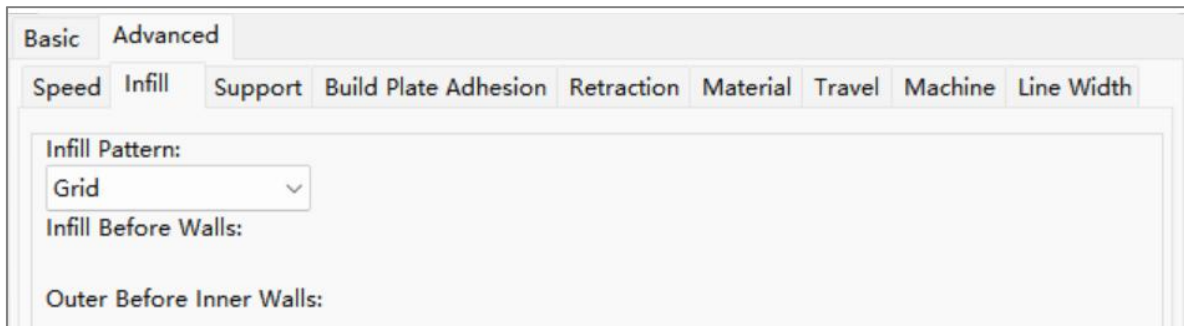 Basic Advanced
Speed Infill Support Build Plate Adhesion Retraction Material Travel Machine Line Width
Infill Pattern:
Grid
Infill Before Walls:
Outer Before Inner Walls: